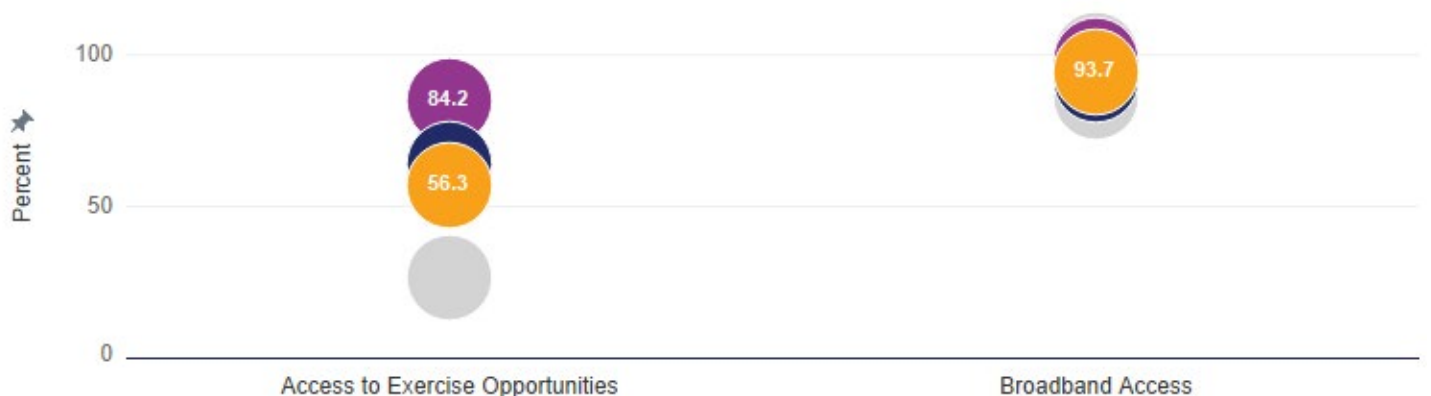 100
84.2
93.7
Percent
56.3
50
0
Access to Exercise Opportunities
Broadband Access